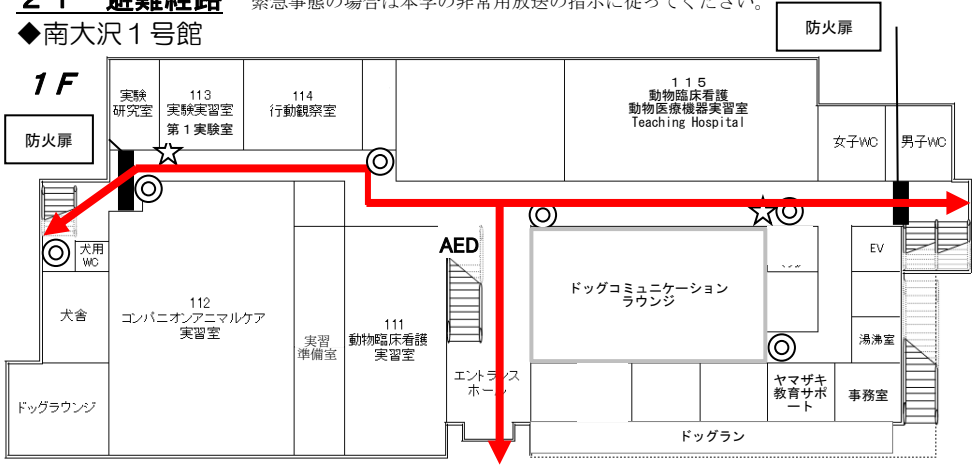 ２１　避難経路　緊急事態の場合は本学の非常用放送の指示に従ってください。
◆南大沢１号館
防火扉
1F
防火扉
実験
研究室
113
実験実習室
第１実験室
114
行動観察室
１１５
動物臨床看護
動物医療機器実習室
Teaching Hospital
女子WC
男子WC
犬用
WC
AED
EV
犬舎
112
コンパニオンアニマルケア
実習室
実習
準備室
111
動物臨床看護
実習室
ドッグコミュニケーション
ラウンジ
湯沸室
エントランス
ホール
ヤマザキ
教育サポ
ート
事務室
ドッグラウンジ
ドッグラン